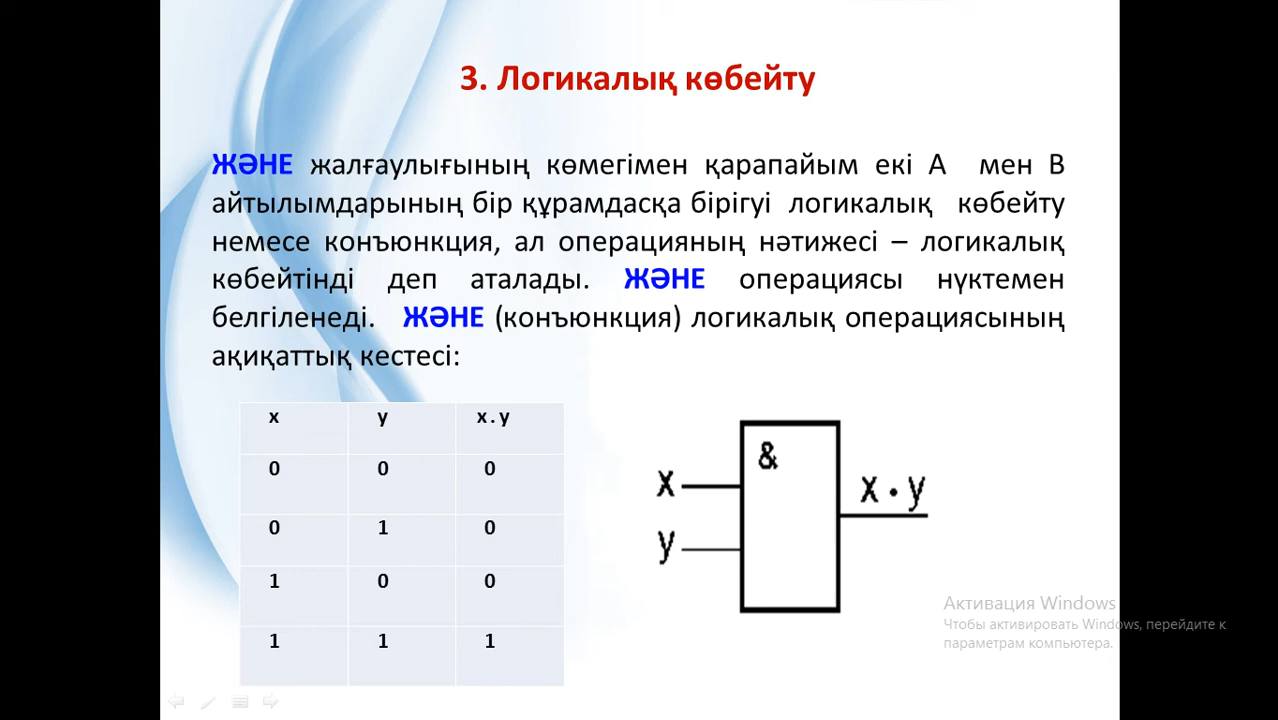 3. Логикалық көбейту
ЖӘНЕ жалғаулығының көмегімен қарапайым екі А мен В
айтылымдарының бір құрамдасқа бірігуі логикалық көбейту
немесе конъюнкция, ал операцияның нәтижесі – логикалық
көбейтінді деп аталады. ЖӘНЕ операциясы нүктемен
белгіленеді. ЖӘНЕ (конъюнкция) логикалық операциясының
ақиқаттық кестесі:
x y x.y
0 0 0
0 1 0
1 0 0
1 1 1
&
x
y
x • y
Активация Windows
Чтобы активировать Windows, перейдите к
параметрам компьютера.